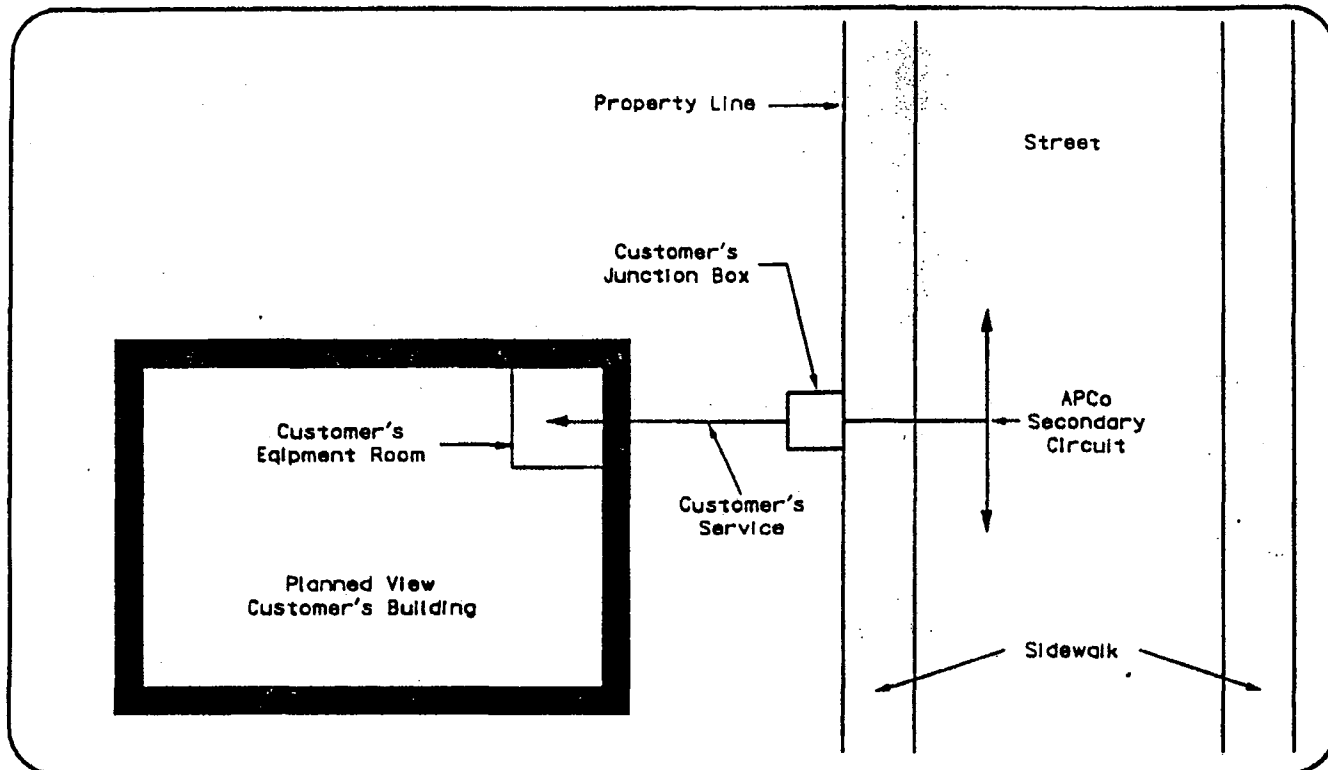 Property Line
Street
Customer's
Junction Box
APCo
Secondary
Circuit
Customer's
Eqipment Room
Customer's
Service
Planned View
Customer's Building
Sidewalk